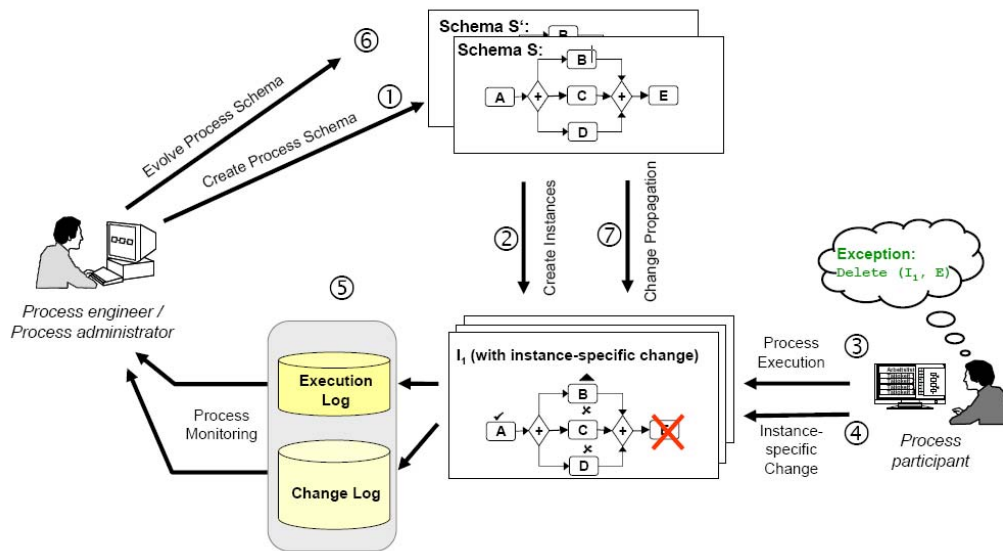 Schema S‘:
B
Schema S:
B
A
+
C
+
E
D
⑥
①
Evolve Process Schema
Create Process Schema
②
Create Instances
⑦
Change Propagation
Exception:
Delete (I1, E)
Process engineer /
Process administrator
⑤
Execution
Log
Change Log
Process
Monitoring
I1 (with instance-specific change)
B
A
+
C
+
E
D
Process
Execution
③
Instance-
specific
Change
④
Process
participant